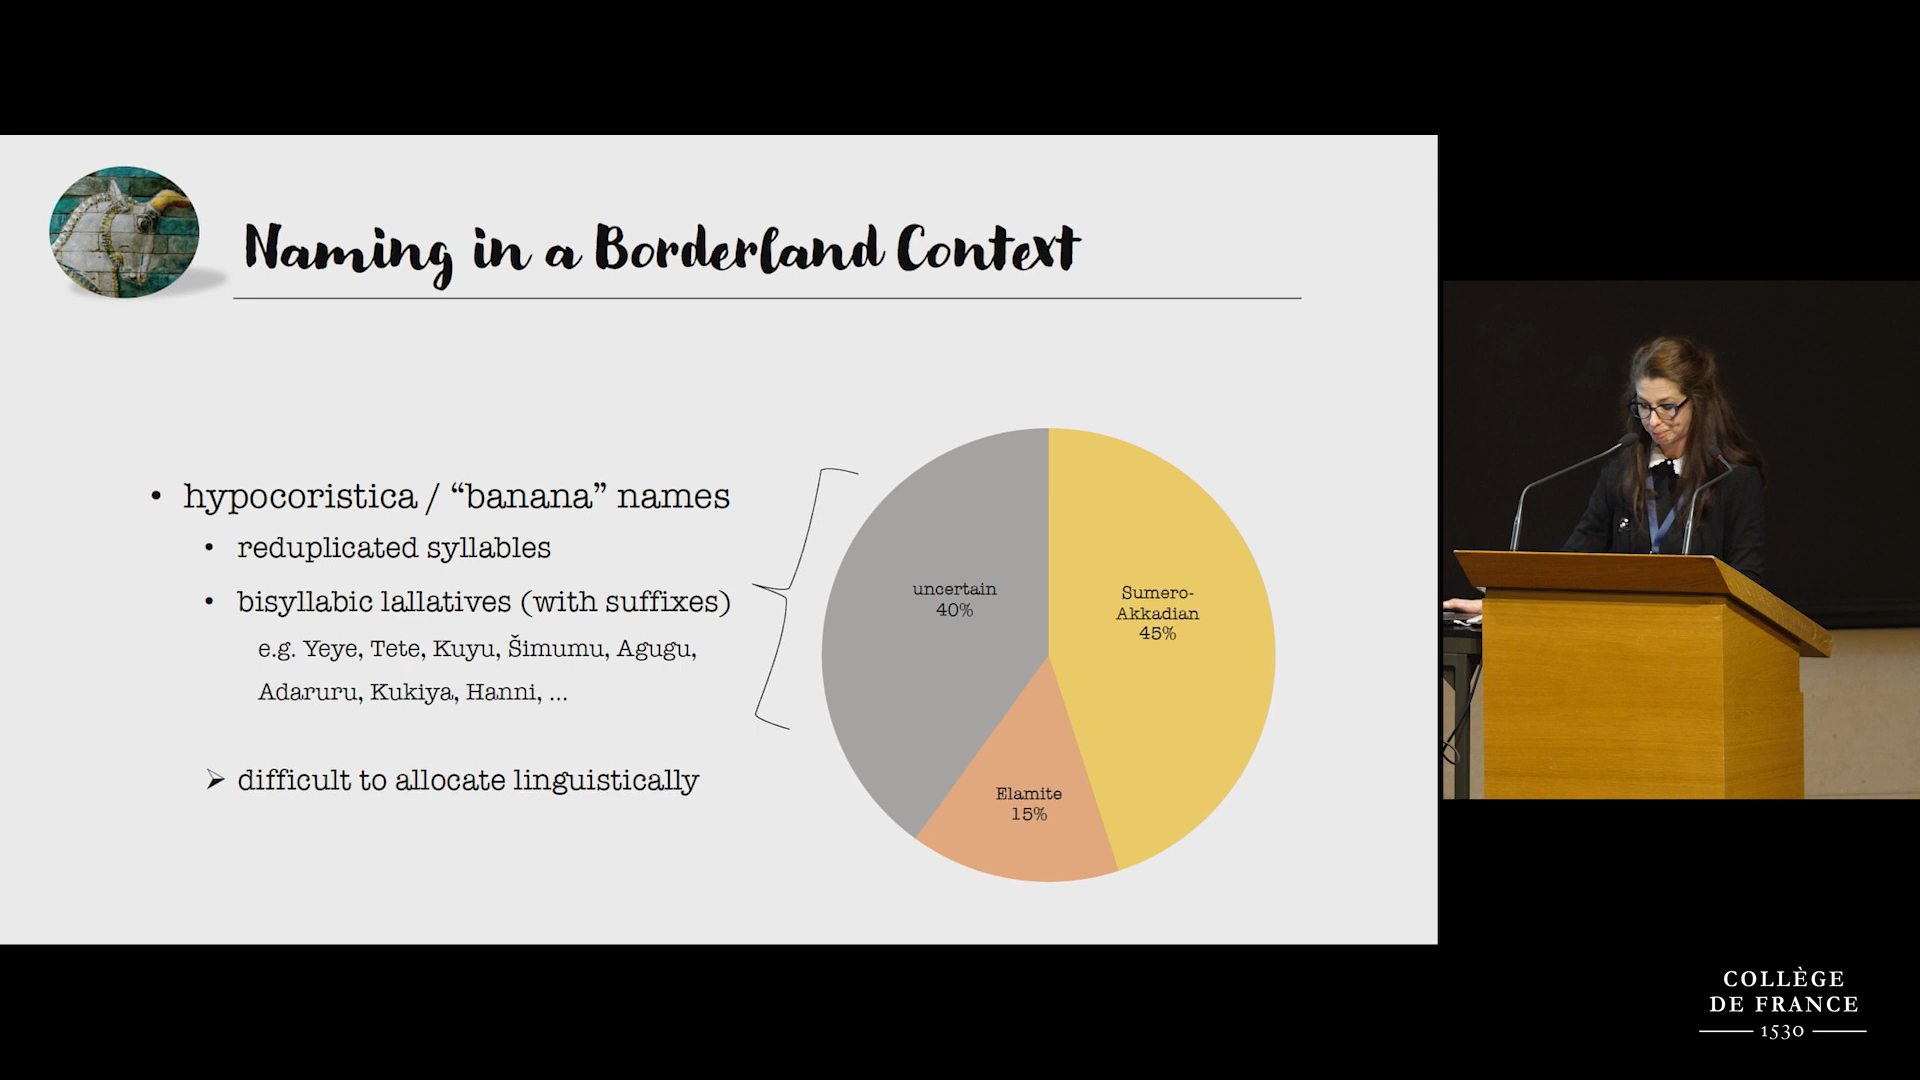 Naming in a Borderland Context
• hypocoristica / “banana” names
• reduplicated syllables
• bisyllabic lallatives (with suffixes)
e.g. Yeye, Tete, Kuyu, Šimumu, Agugu,
Adaruru, Kukiya, Hanni, ...
➢ difficult to allocate linguistically
uncertain
40%
Sumero-
Akkadian
45%
Elamite
15%
COLLÈGE
DE FRANCE
1530